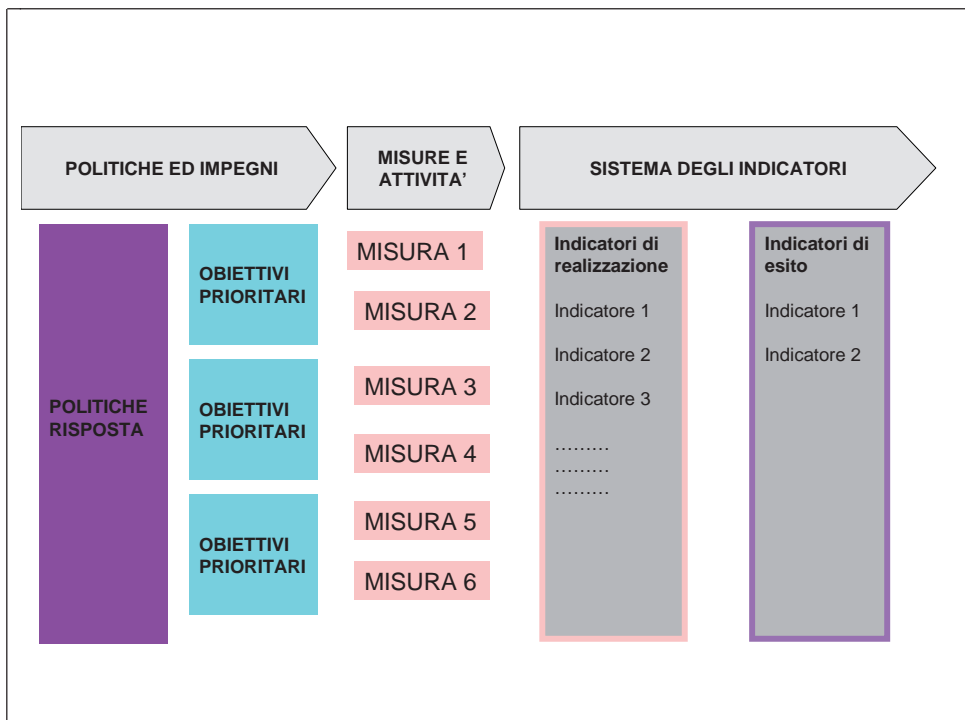 POLITICHE ED IMPEGNI
MISURE E
ATTIVITA’
SISTEMA DEGLI INDICATORI
POLITICHE
RISPOSTA
OBIETTIVI
PRIORITARI
OBIETTIVI
PRIORITARI
OBIETTIVI
PRIORITARI
MISURA 1
MISURA 2
MISURA 3
MISURA 4
MISURA 5
MISURA 6
Indicatori di
realizzazione
Indicatore 1
Indicatore 2
Indicatore 3
.........
.........
.........
Indicatori di
esito
Indicatore 1
Indicatore 2